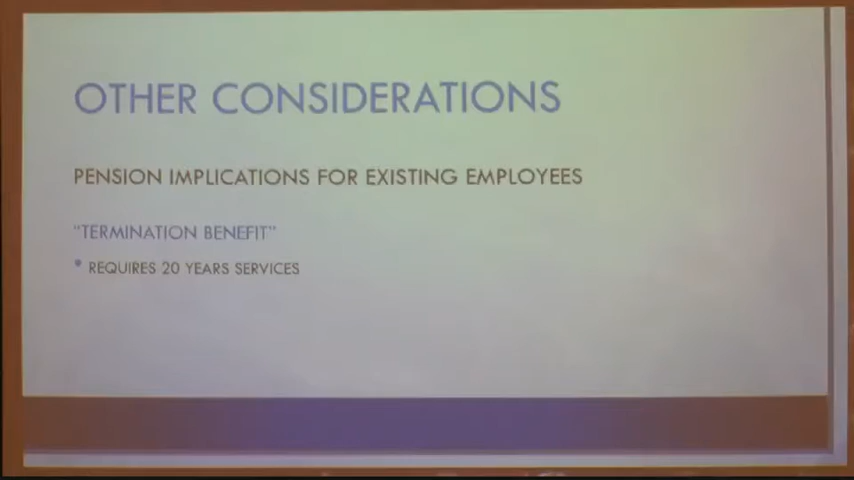 OTHER CONSIDERATIONS
PENSION IMPLICATIONS FOR EXISTING EMPLOYEES
"TERMINATION BENEFIT"
* REQUIRES 20 YEARS SERVICES